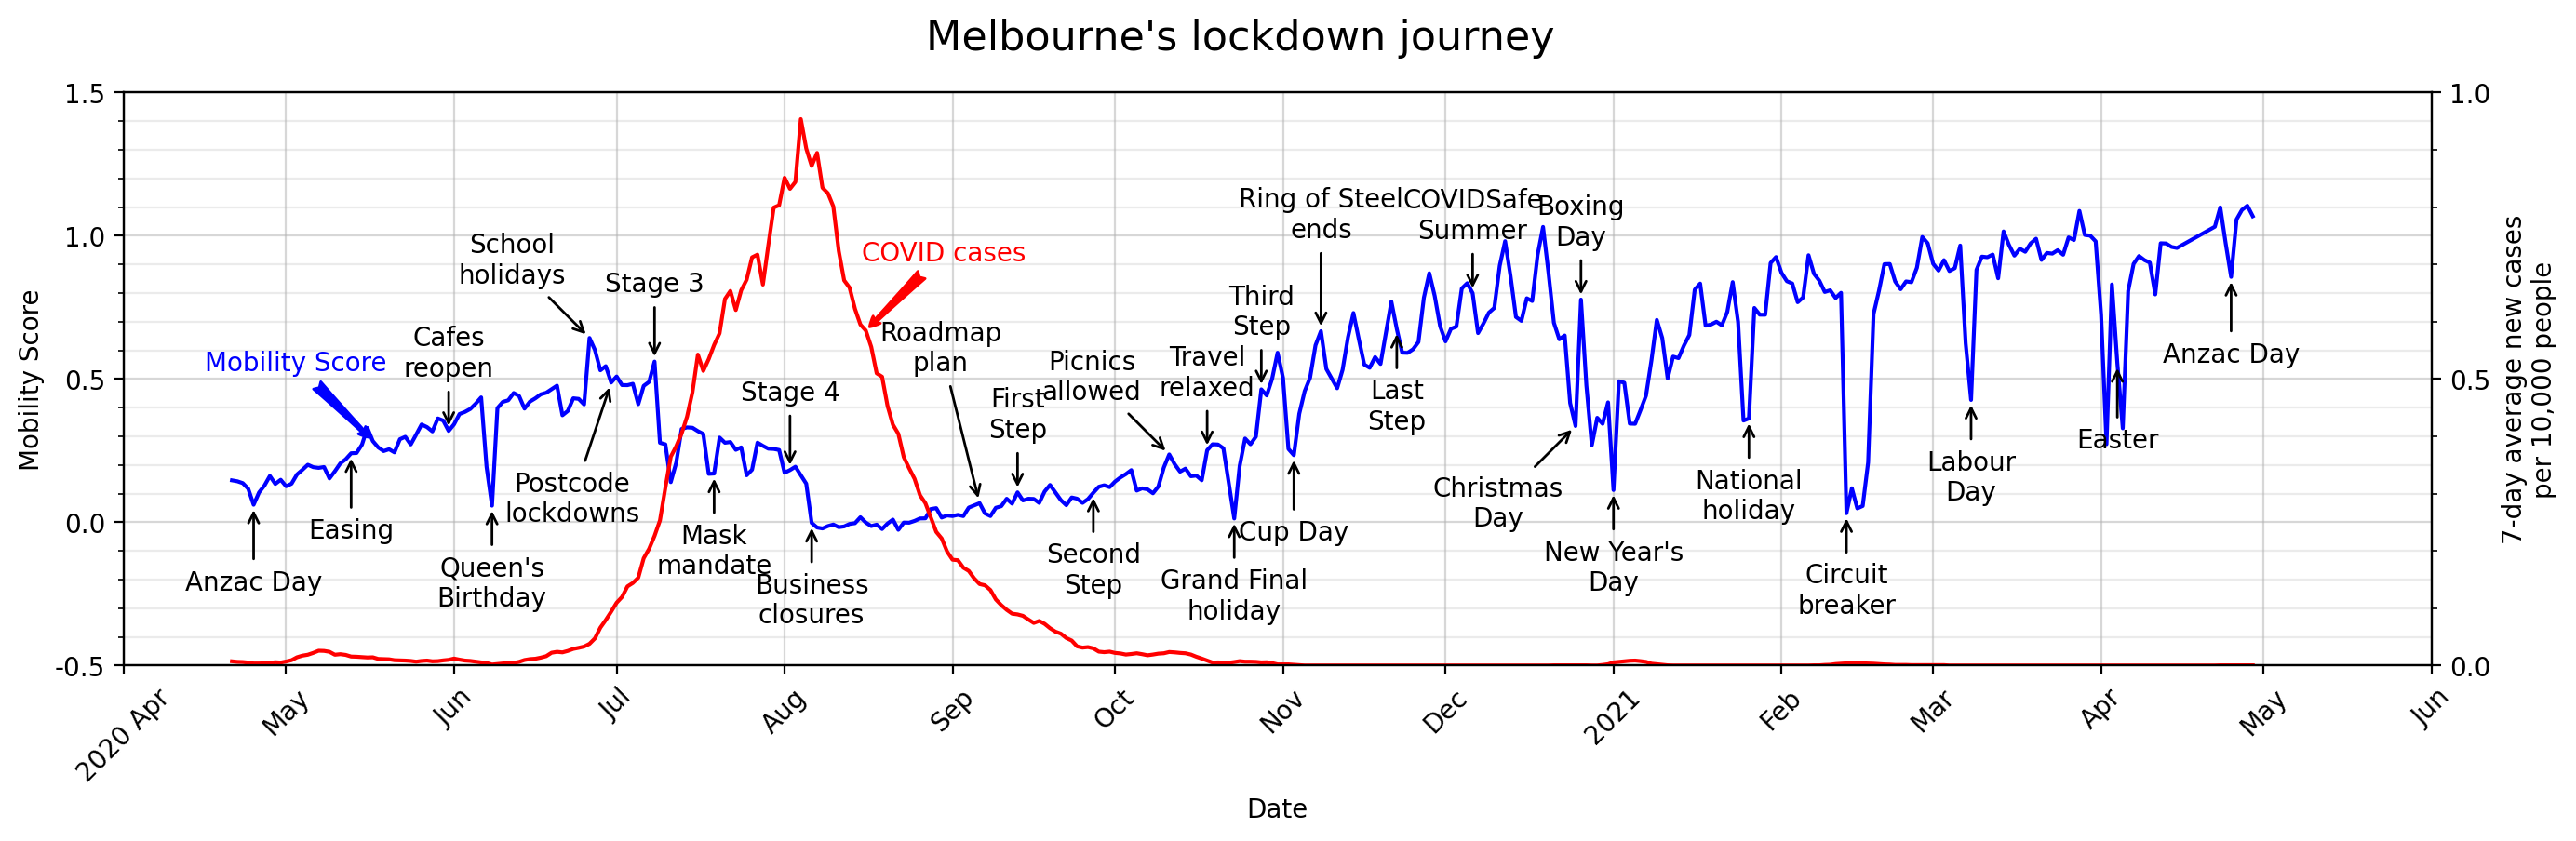 Melbourne's lockdown journey
1.5
1.0
0.5
0.0
-0.5
Mobility Score
1.0
0.5
0.0
7-day average new cases
per 10,000 people
Mobility Score
COVID cases
Anzac Day
Easing
Cafes
reopen
Queen's
Birthday
School
holidays
Postcode
lockdowns
Stage 3
Mask
mandate
Stage 4
Business
closures
Roadmap
plan
First
Step
Second
Step
Picnics
allowed
Travel
relaxed
Grand Final
holiday
Third
Step
Cup Day
Ring of Steel
ends
Last
Step
COVIDSafe
Summer
Christmas
Day
Boxing
Day
New Year's
Day
National
holiday
Circuit
breaker
Labour
Day
Easter
Anzac Day
2020 Apr
May
Jun
Jul
Aug
Sep
Oct
Nov
Dec
2021
Feb
Mar
Apr
May
Jun
Date